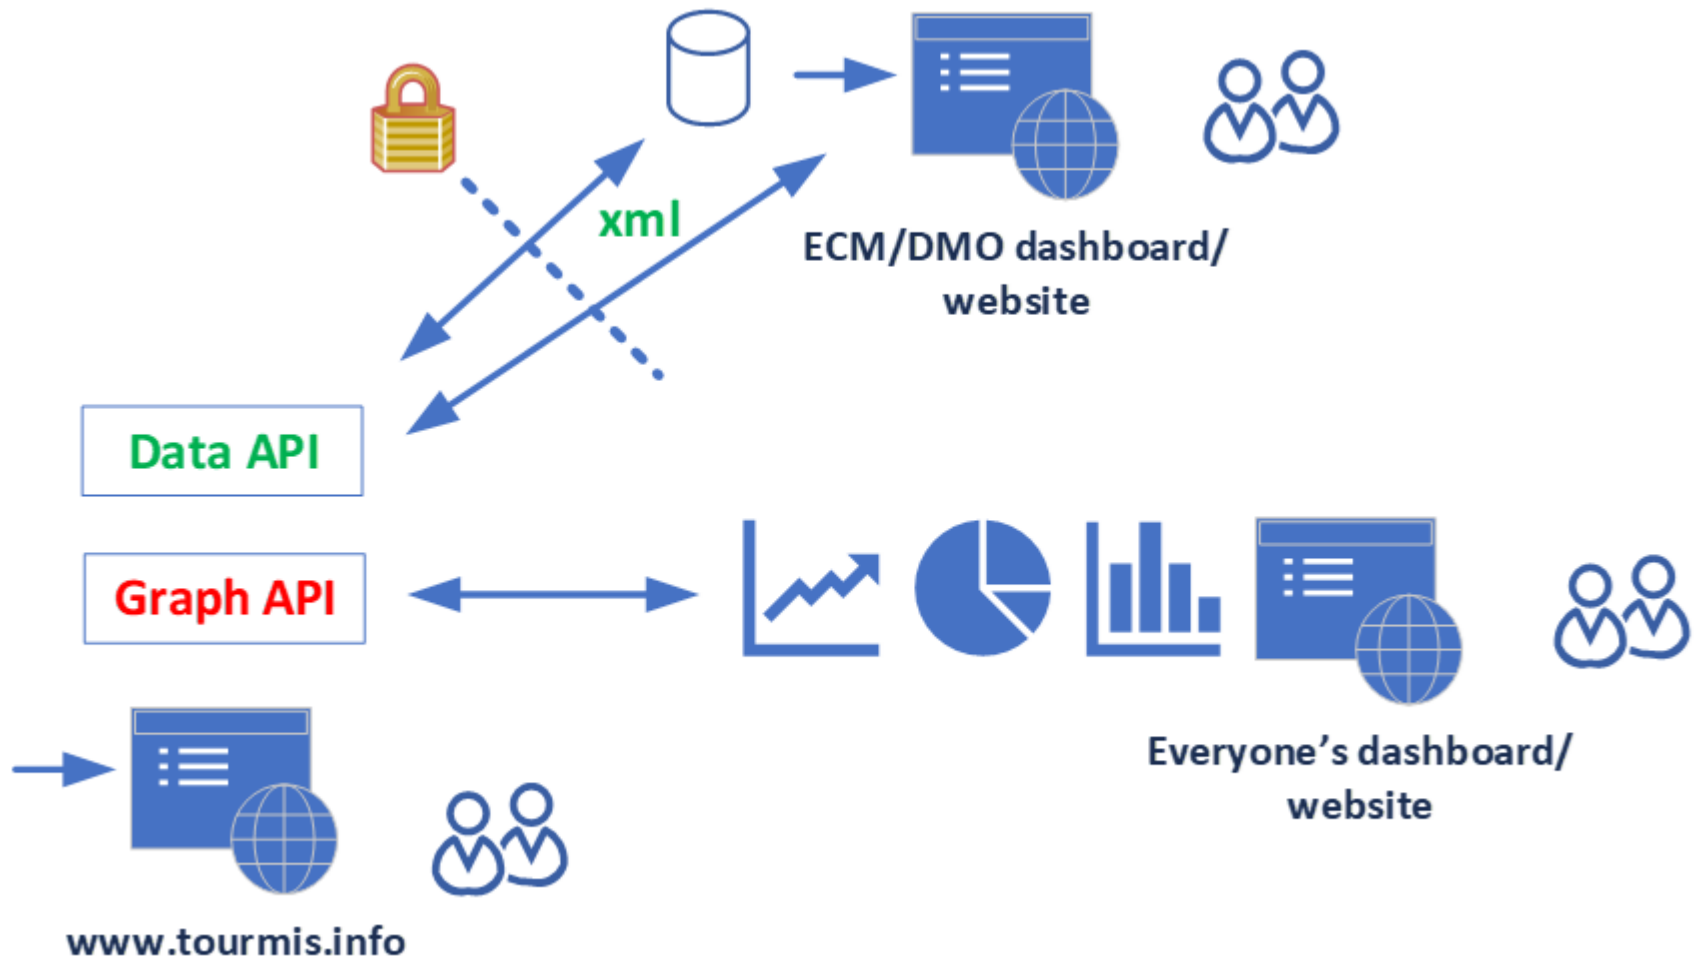 xml
ECM/DMO dashboard/
website
Data API
Graph API
Everyone’s dashboard/
website
www.tourmis.info